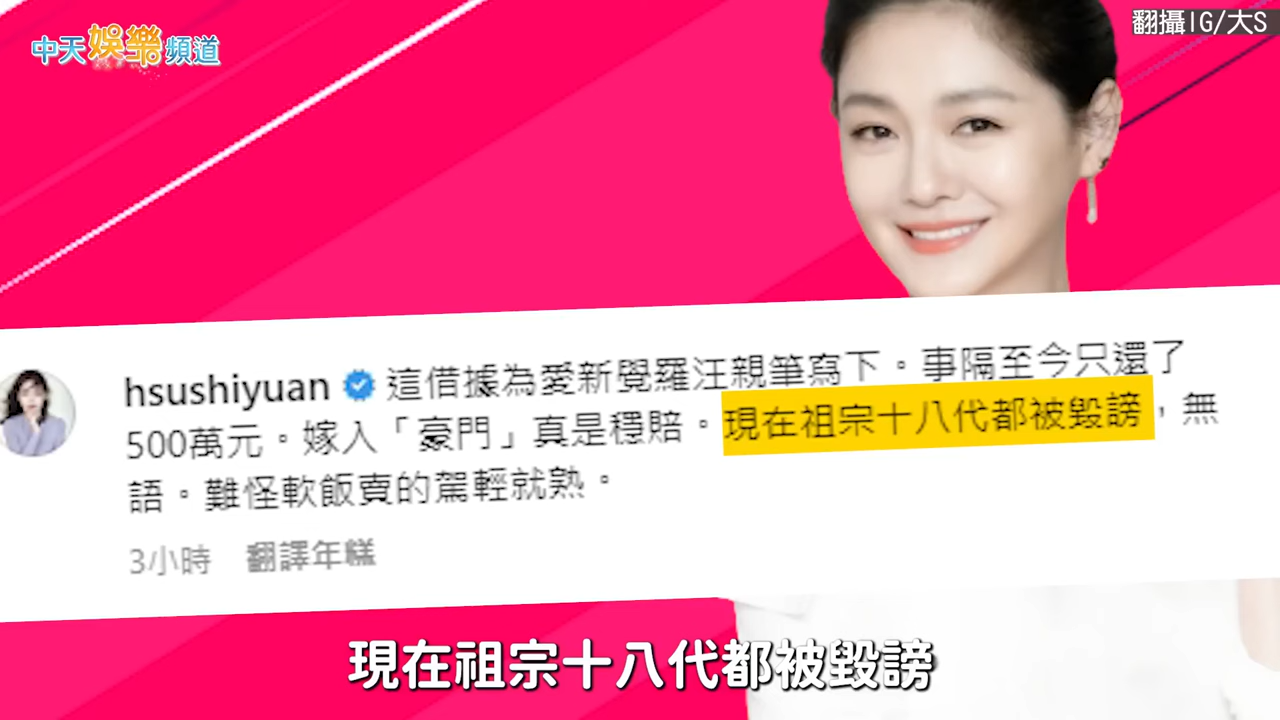 中天娛樂頻道
翻攝IG/大S
hsushiyuan 這借據為愛新覺羅汪親筆寫下。事隔至今只還了
500萬元。嫁入「豪門」真是穩賠。現在祖宗十八代都被毀謗，無
語。難怪軟飯賣的駕輕就熟。
3小時 翻譯年糕
現在祖宗十八代都被毀謗